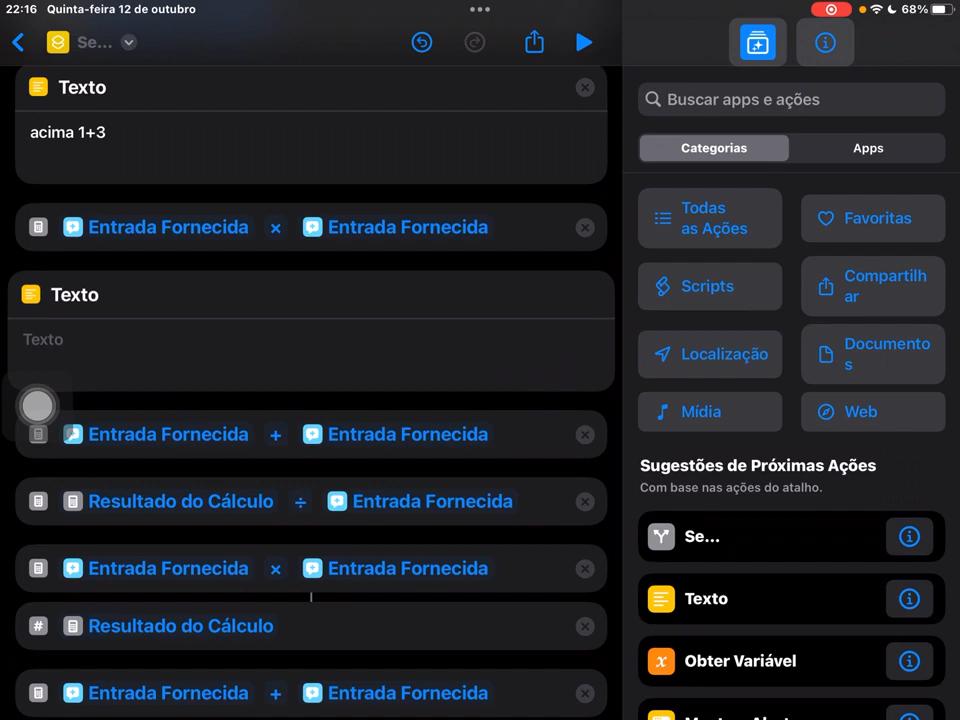 22:16 Quinta-feira 12 de outubro
68%
Se...
Texto
acima 1+3
Entrada Fornecida × Entrada Fornecida
Texto
Texto
Entrada Fornecida + Entrada Fornecida
Resultado do Cálculo ÷ Entrada Fornecida
Entrada Fornecida × Entrada Fornecida
Resultado do Cálculo
Entrada Fornecida + Entrada Fornecida
Buscar apps e ações
Categorias
Apps
Todas
as Ações
Favoritas
Scripts
Compartilh
ar
Localização
Documento
s
Mídia
Web
Sugestões de Próximas Ações
Com base nas ações do atalho.
Se...
Texto
Obter Variável